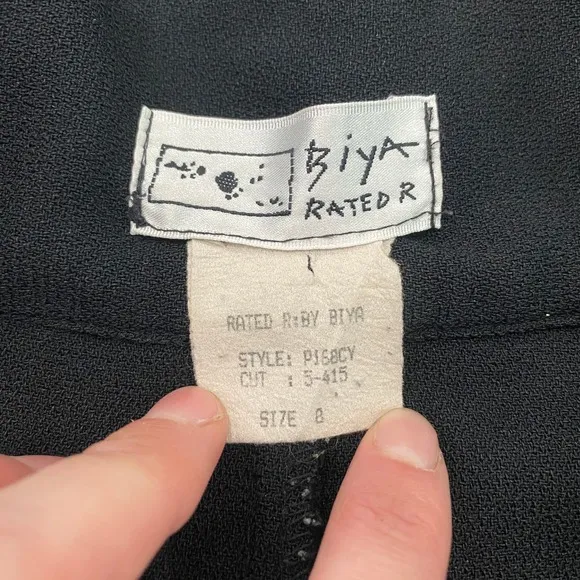 BiYA
RATED R
RATED R:BY BIYA
STYLE: P168CY
CUT : 5-415
SIZE 8